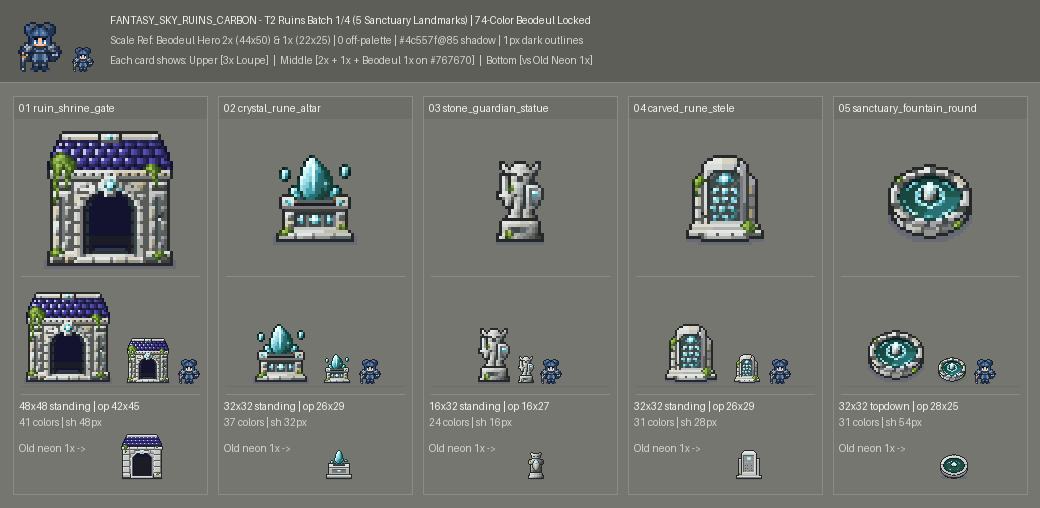 FANTASY_SKY_RUINS_CARBON - T2 Ruins Batch 1/4 (5 Sanctuary Landmarks) | 74-Color Beodeul Locked
Scale Ref: Beodeul Hero 2x (44x50) & 1x (22x25) | 0 off-palette | #4c557f@85 shadow | 1px dark outlines
Each card shows: Upper [3x Loupe] | Middle [2x + 1x + Beodeul 1x on #767670] | Bottom [vs Old Neon 1x]
01 ruin_shrine_gate
48x48 standing | op 42x45
41 colors | sh 48px
Old neon 1x ->
02 crystal_rune_altar
32x32 standing | op 26x29
37 colors | sh 32px
Old neon 1x ->
03 stone_guardian_statue
16x32 standing | op 16x27
24 colors | sh 16px
Old neon 1x ->
04 carved_rune_stele
32x32 standing | op 26x29
31 colors | sh 28px
Old neon 1x ->
05 sanctuary_fountain_round
32x32 topdown | op 28x25
31 colors | sh 54px
Old neon 1x ->